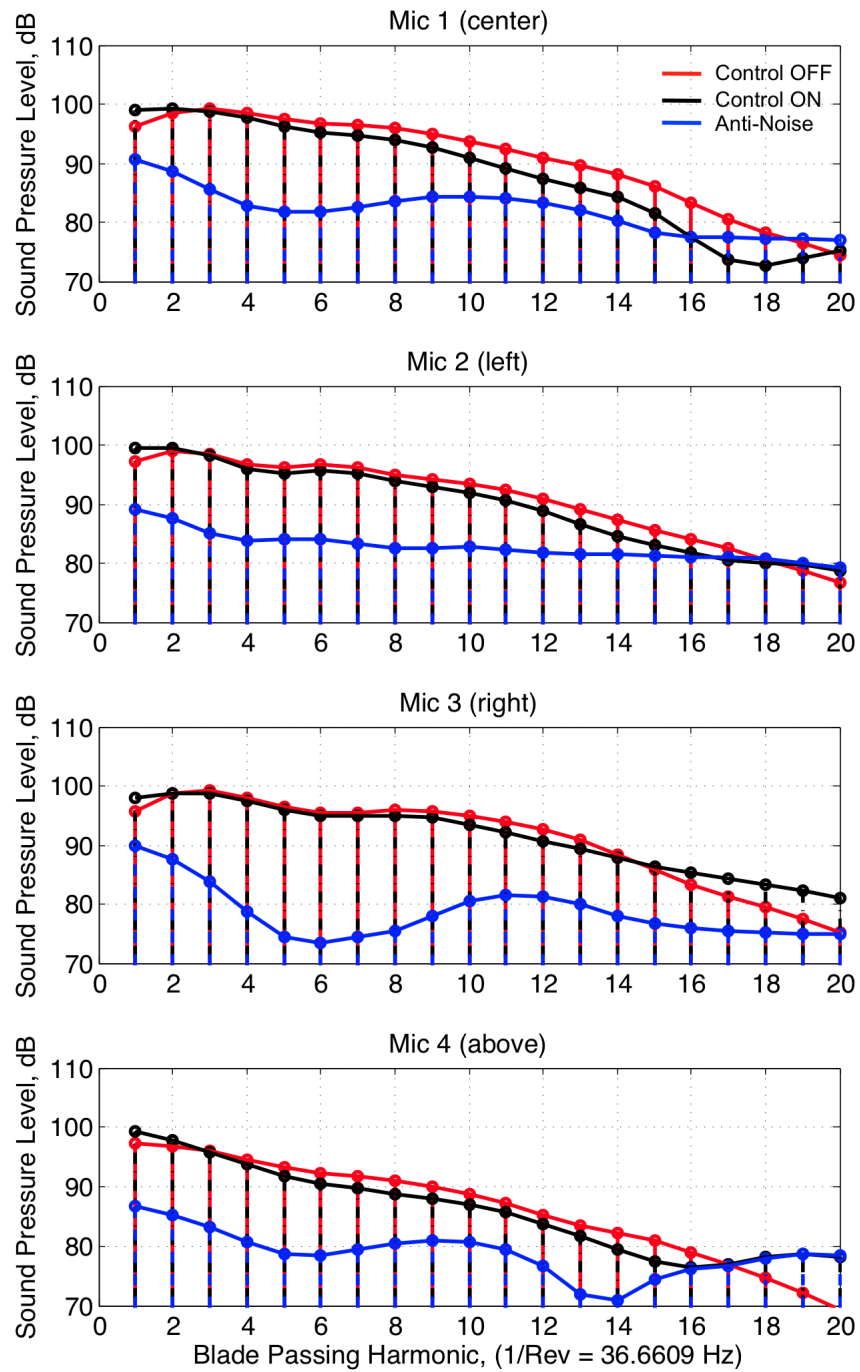 Mic 1 (center)
Sound Pressure Level, dB
110
100
90
80
70
Control OFF
Control ON
Anti-Noise
0 2 4 6 8 10 12 14 16 18 20
Mic 2 (left)
Sound Pressure Level, dB
110
100
90
80
70
0 2 4 6 8 10 12 14 16 18 20
Mic 3 (right)
Sound Pressure Level, dB
110
100
90
80
70
0 2 4 6 8 10 12 14 16 18 20
Mic 4 (above)
Sound Pressure Level, dB
110
100
90
80
70
0 2 4 6 8 10 12 14 16 18 20
Blade Passing Harmonic, (1/Rev = 36.6609 Hz)